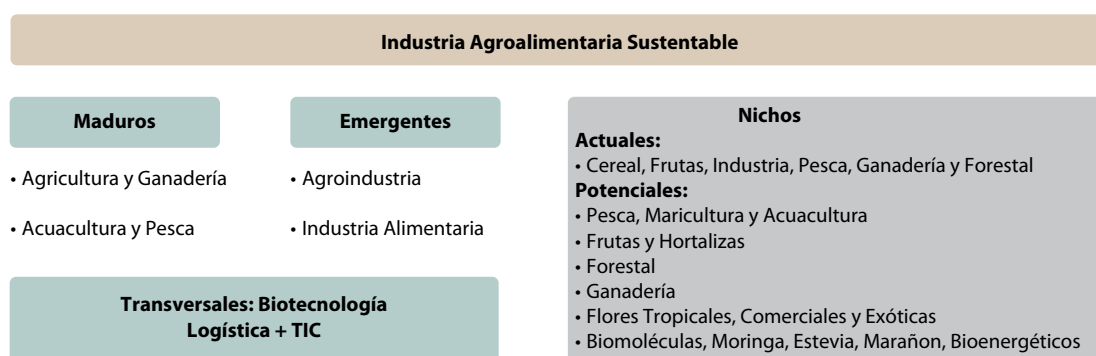 Industria Agroalimentaria Sustentable
Maduros
• Agricultura y Ganadería
• Acuacultura y Pesca
Emergentes
• Agroindustria
• Industria Alimentaria
Transversales: Biotecnología
Logística + TIC
Nichos
Actuales:
• Cereal, Frutas, Industria, Pesca, Ganadería y Forestal
Potenciales:
• Pesca, Maricultura y Acuacultura
• Frutas y Hortalizas
• Forestal
• Ganadería
• Flores Tropicales, Comerciales y Exóticas
• Biomoléculas, Moringa, Estevia, Marañon, Bioenergéticos